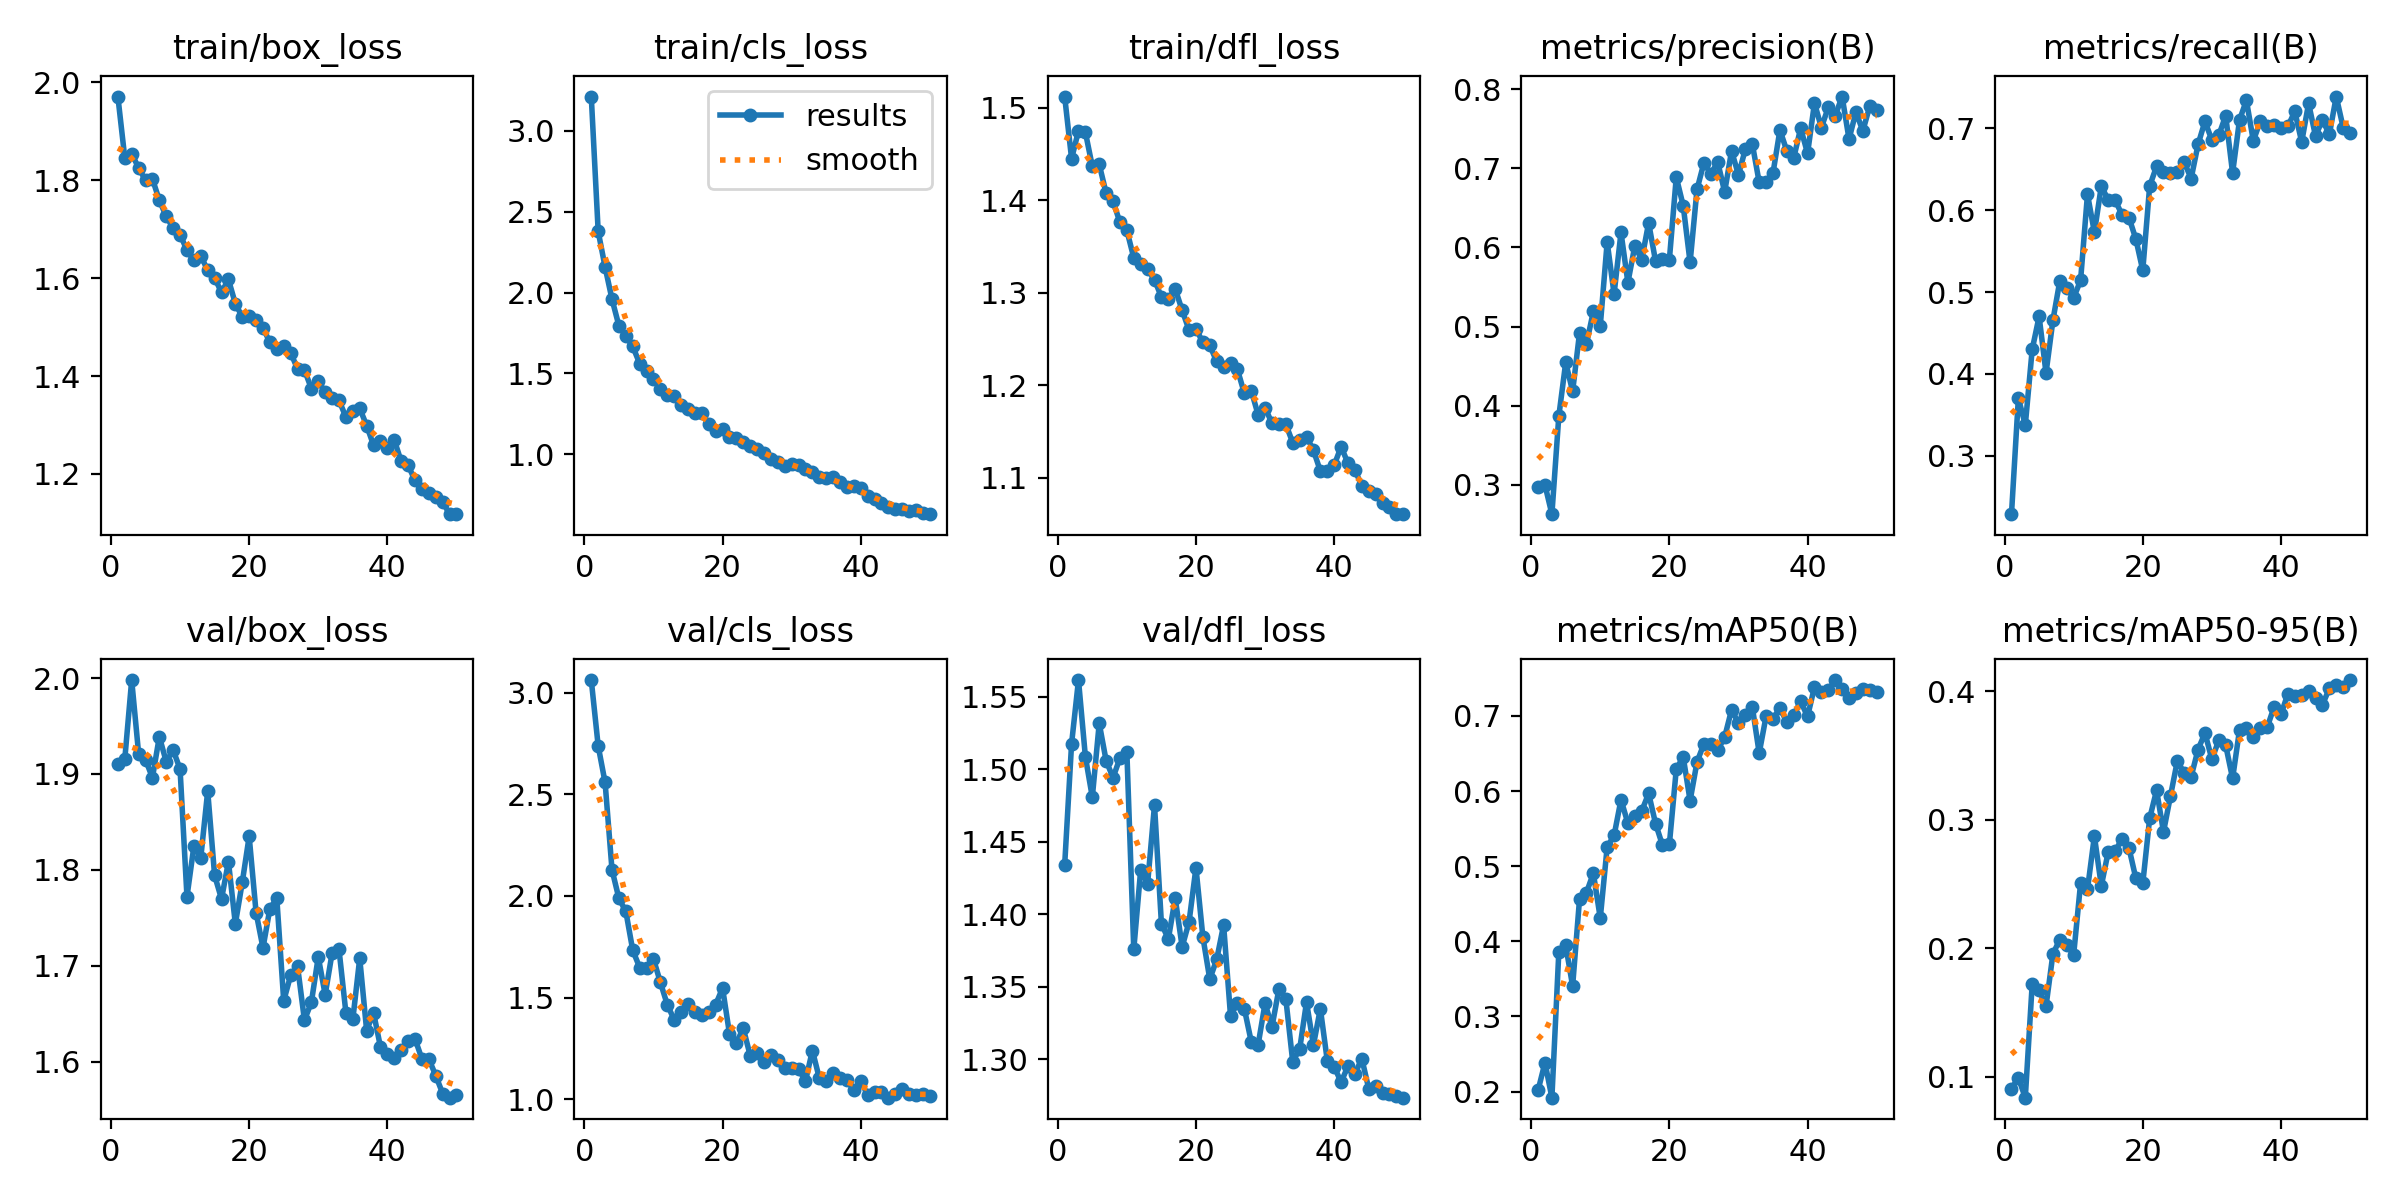 train/box_loss
2.0
1.8
1.6
1.4
1.2
0 20 40
train/cls_loss
results
smooth
3.0
2.5
2.0
1.5
1.0
0 20 40
train/dfl_loss
1.5
1.4
1.3
1.2
1.1
0 20 40
metrics/precision(B)
0.8
0.7
0.6
0.5
0.4
0.3
0 20 40
metrics/recall(B)
0.7
0.6
0.5
0.4
0.3
0 20 40
val/box_loss
2.0
1.9
1.8
1.7
1.6
0 20 40
val/cls_loss
3.0
2.5
2.0
1.5
1.0
0 20 40
val/dfl_loss
1.55
1.50
1.45
1.40
1.35
1.30
0 20 40
metrics/mAP50(B)
0.7
0.6
0.5
0.4
0.3
0.2
0 20 40
metrics/mAP50-95(B)
0.4
0.3
0.2
0.1
0 20 40